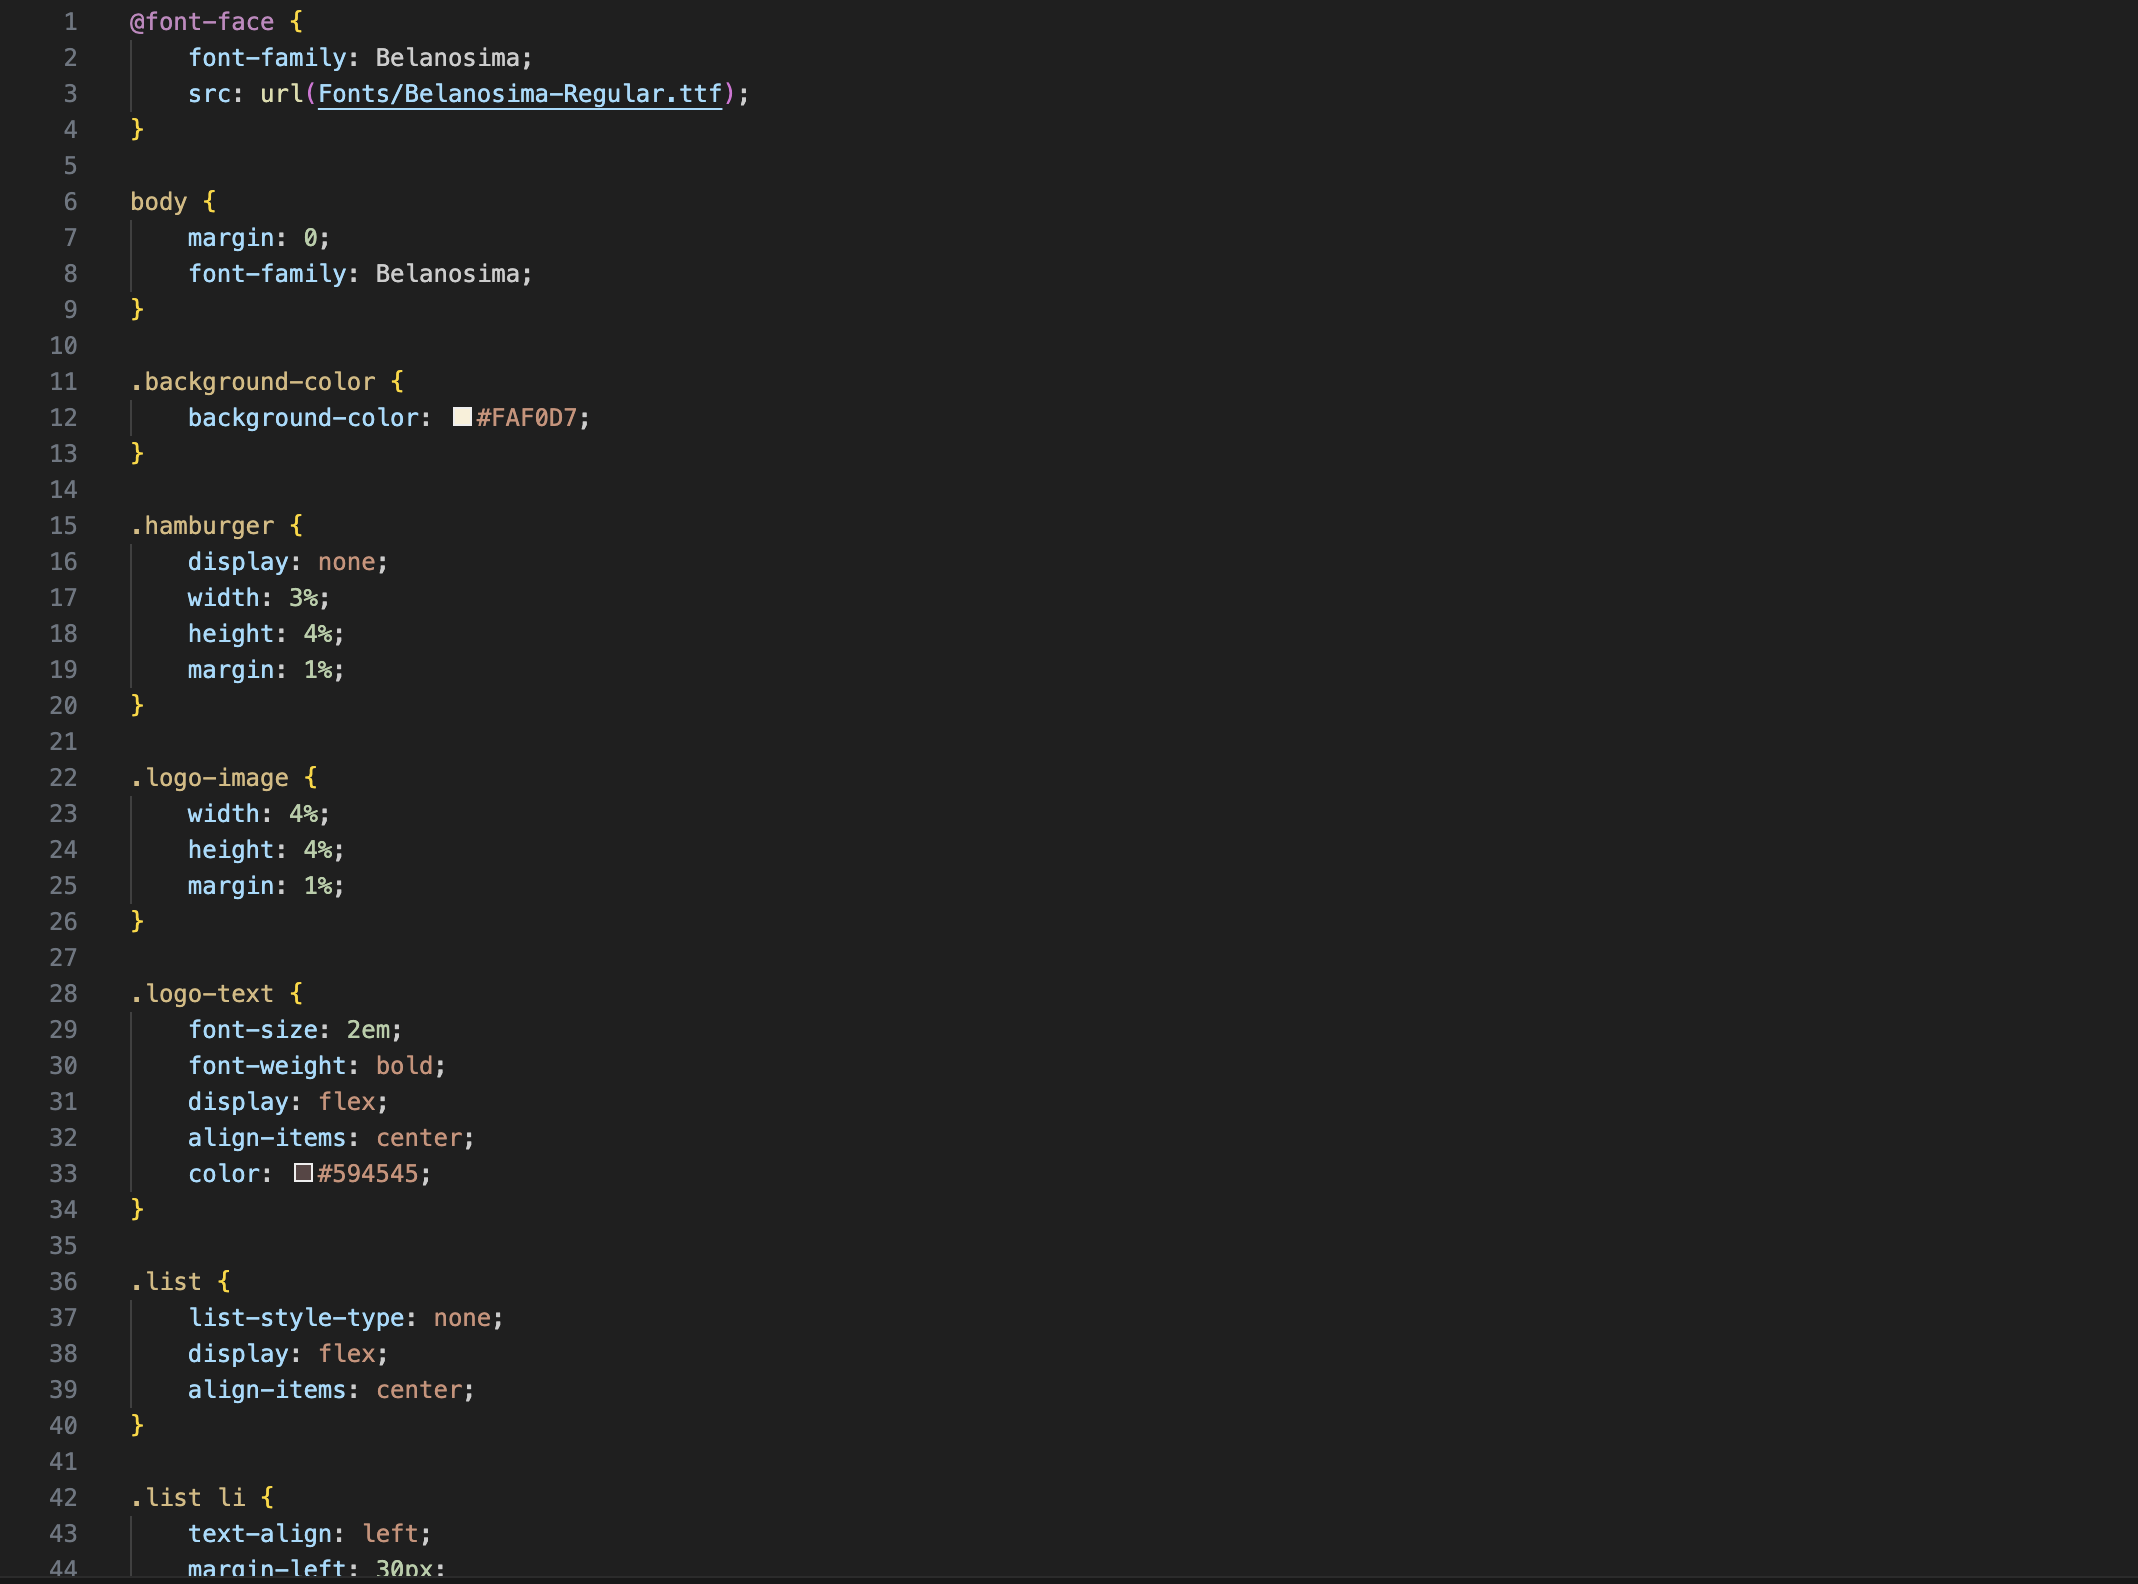 1 @font-face {
2 font-family: Belanosima;
3 src: url(Fonts/Belanosima-Regular.ttf);
4 }
5
6 body {
7 margin: 0;
8 font-family: Belanosima;
9 }
10
11 .background-color {
12 background-color: #FAF0D7;
13 }
14
15 .hamburger {
16 display: none;
17 width: 3%;
18 height: 4%;
19 margin: 1%;
20 }
21
22 .logo-image {
23 width: 4%;
24 height: 4%;
25 margin: 1%;
26 }
27
28 .logo-text {
29 font-size: 2em;
30 font-weight: bold;
31 display: flex;
32 align-items: center;
33 color: #594545;
34 }
35
36 .list {
37 list-style-type: none;
38 display: flex;
39 align-items: center;
40 }
41
42 .list li {
43 text-align: left;
44 margin-left: 30px;